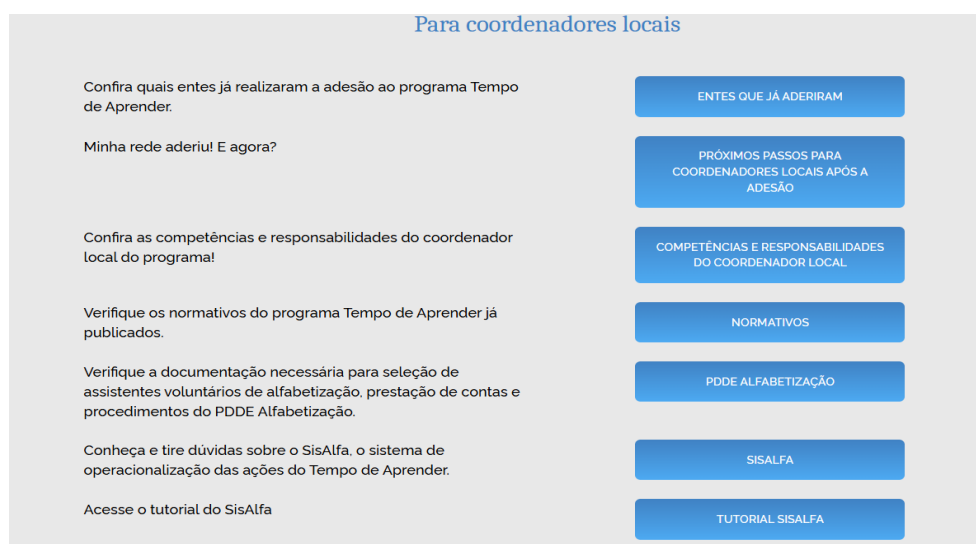 Para coordenadores locais
Confira quais entes já realizaram a adesão ao programa Tempo
de Aprender.
ENTES QUE JÁ ADERIRAM
Minha rede aderiu! E agora?
PRÓXIMOS PASSOS PARA
COORDENADORES LOCAIS APÓS A
ADESÃO
Confira as competências e responsabilidades do coordenador
local do programa!
COMPETÊNCIAS E RESPONSABILIDADES
DO COORDENADOR LOCAL
Verifique os normativos do programa Tempo de Aprender já
publicados.
NORMATIVOS
Verifique a documentação necessária para seleção de
assistentes voluntários de alfabetização, prestação de contas e
procedimentos do PDDE Alfabetização.
PDDE ALFABETIZAÇÃO
Conheça e tire dúvidas sobre o SisAlfa, o sistema de
operacionalização das ações do Tempo de Aprender.
SISALFA
Acesse o tutorial do SisAlfa
TUTORIAL SISALFA